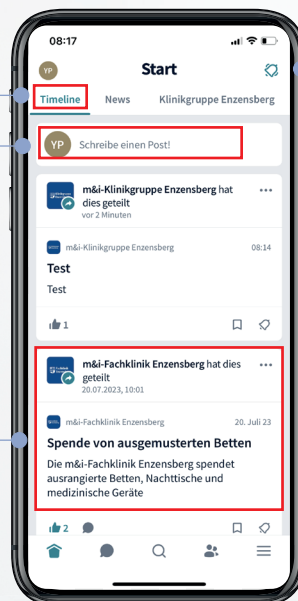 08:17
YP
Start
Timeline News Klinikgruppe Enzensberg
YP Schreibe einen Post!
m&i-Klinikgruppe Enzensberg hat
dies geteilt
vor 2 Minuten
m&i-Klinikgruppe Enzensberg 08:14
Test
Test
1
m&i-Fachklinik Enzensberg hat dies
geteilt
20.07.2023, 10:01
m&i-Fachklinik Enzensberg 20. Juli 23
Spende von ausgemusterten Betten
Die m&i-Fachklinik Enzensberg spendet
ausrangierte Betten, Nachttische und
medizinische Geräte
2